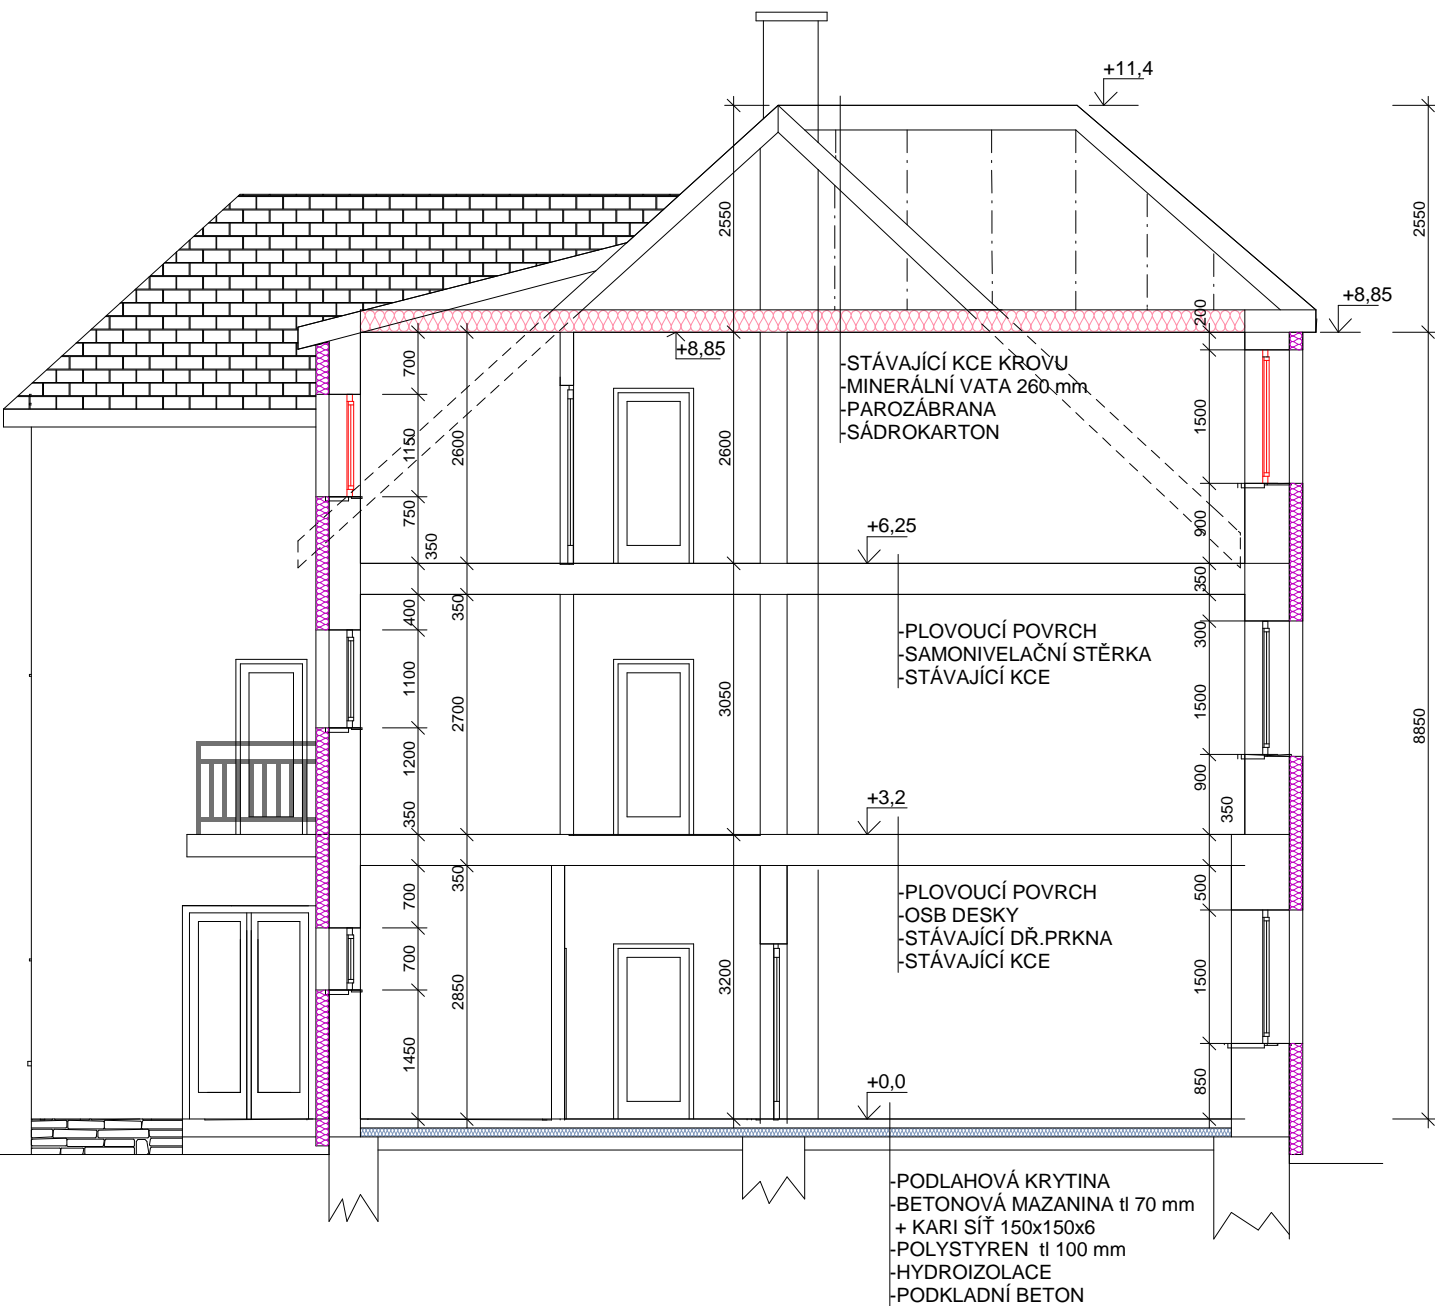 +11,4
2550
2550
+8,85
200
+8,85
-STÁVAJÍCÍ KCE KROVU
-MINERÁLNÍ VATA 260 mm
-PAROZÁBRANA
-SÁDROKARTON
700
1150
2600
2600
1500
750
350
900
+6,25
350
350
400
300
-PLOVOUCÍ POVRCH
-SAMONIVELAČNÍ STĚRKA
-STÁVAJÍCÍ KCE
1100
2700
3050
1500
8850
1200
900
350
350
+3,2
350
700
500
-PLOVOUCÍ POVRCH
-OSB DESKY
-STÁVAJÍCÍ DŘ.PRKNA
-STÁVAJÍCÍ KCE
700
2850
3200
1500
1450
850
+0,0
-PODLAHOVÁ KRYTINA
-BETONOVÁ MAZANINA tl 70 mm
+ KARI SÍŤ 150x150x6
-POLYSTYREN tl 100 mm
-HYDROIZOLACE
-PODKLADNÍ BETON